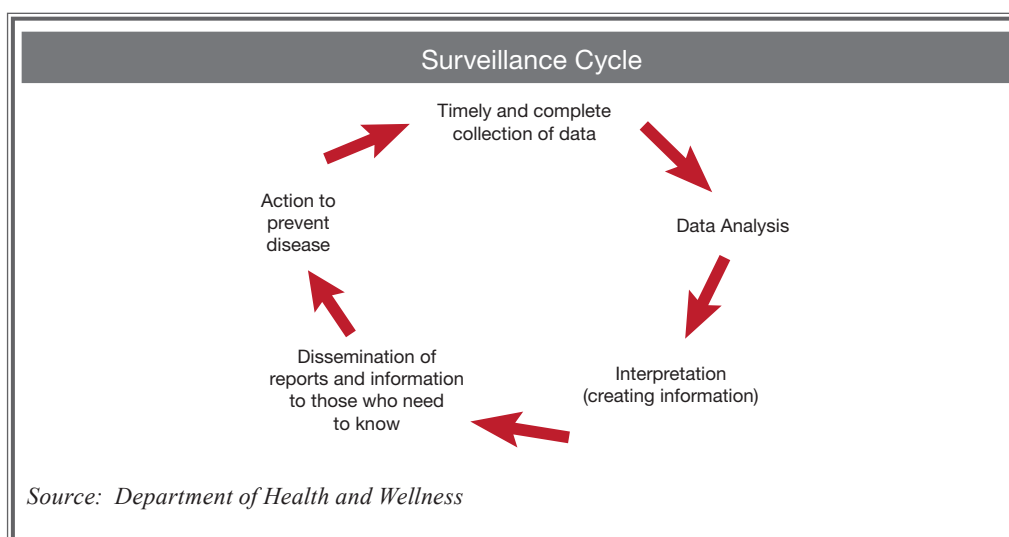 Surveillance Cycle
Timely and complete
collection of data
Data Analysis
Interpretation
(creating information)
Dissemination of
reports and information
to those who need
to know
Action to
prevent
disease
Source: Department of Health and Wellness